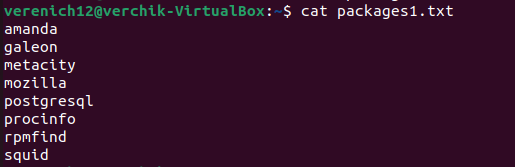 verenich12@verchik-VirtualBox:~$ cat packages1.txt
amanda
galeon
metacity
mozilla
postgresql
procinfo
rpmfind
squid